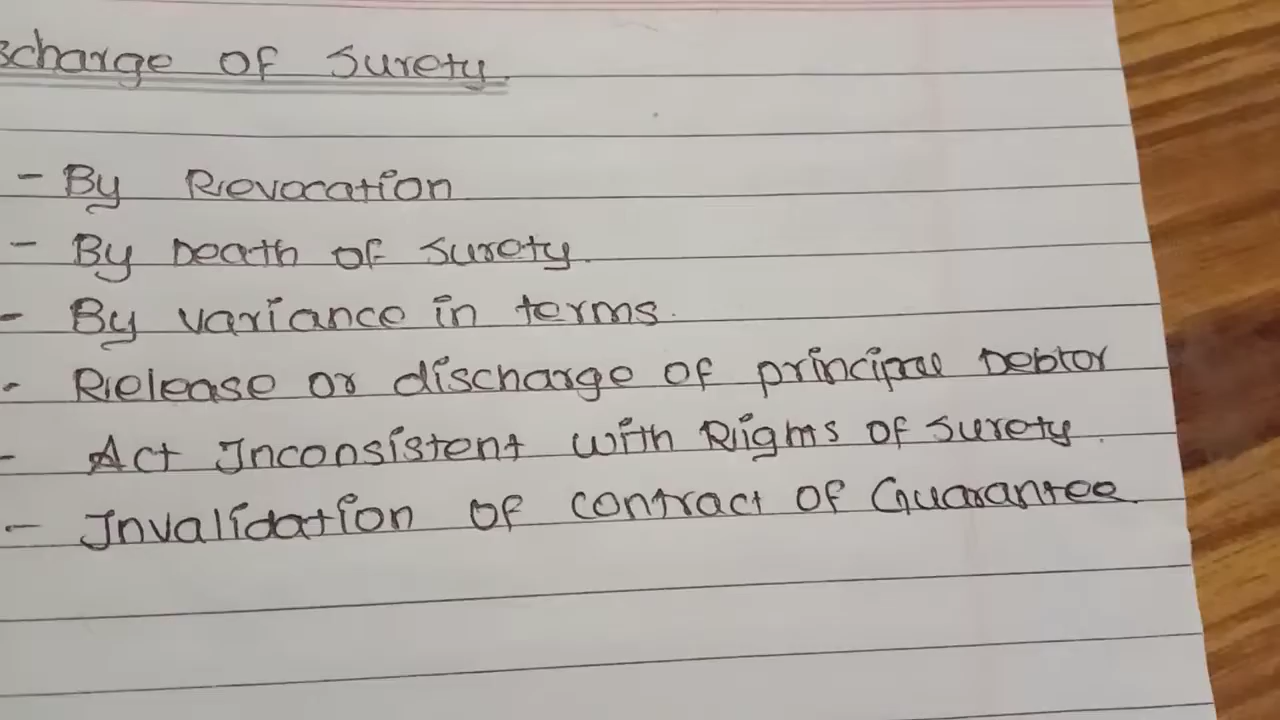 scharge of Surety.
- By Revocation
- By Death of Surety.
- By variance in terms.
- Release or discharge of principal Debtor
- Act Inconsistent with Rights of Surety.
- Invalidation of contract of Guarantee.